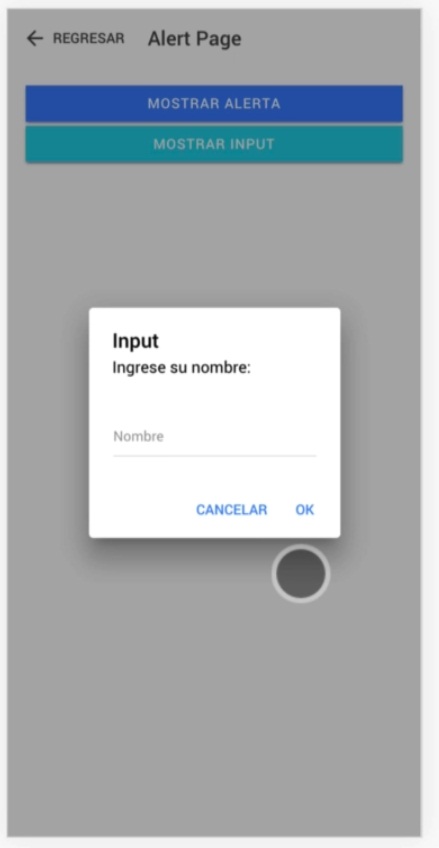 REGRESAR Alert Page
MOSTRAR ALERTA
MOSTRAR INPUT
Input
Ingrese su nombre:
Nombre
CANCELAR OK